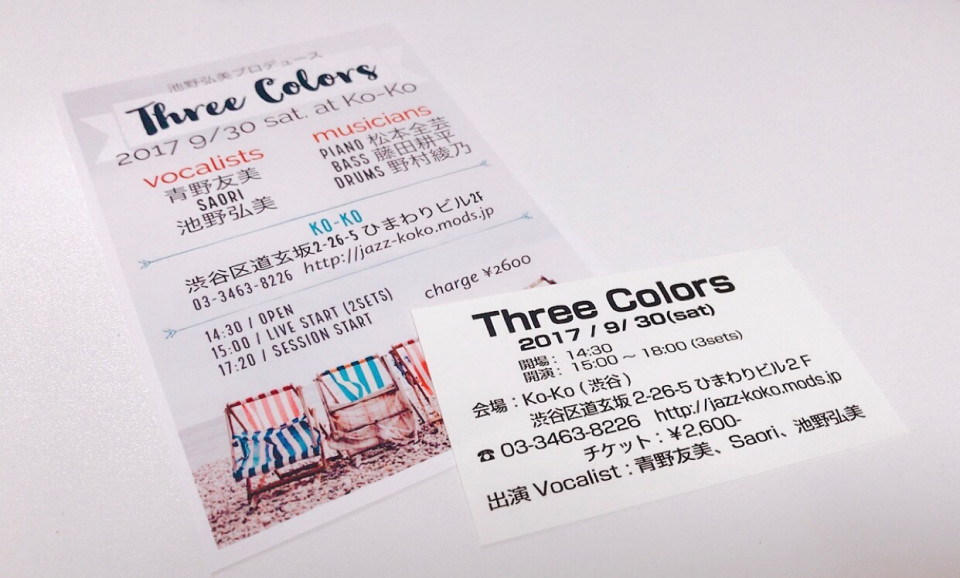 池野弘美プロデュース
Three Colors
2017 9/30 sat. at Ko-Ko
vocalists
青野友美
SAORI
池野弘美
musicians
PIANO 松本全芸
BASS 藤田耕平
DRUMS 野村綾乃
KO-KO
渋谷区道玄坂2-26-5 ひまわりビル2F
03-3463-8226 http://jazz-koko.mods.jp
14:30 / OPEN
15:00 / LIVE START (2SETS)
17:20 / SESSION START
charge ¥2600
Three Colors
2017 / 9/ 30(sat)
開場： 14:30
開演： 15:00 ～ 18:00 (3sets)
会場：Ko-Ko ( 渋谷 )
渋谷区道玄坂 2-26-5 ひまわりビル２Ｆ
☎ 03-3463-8226 http://jazz-koko.mods.jp
チケット：￥2,600-
出演 Vocalist : 青野友美、Saori、池野弘美